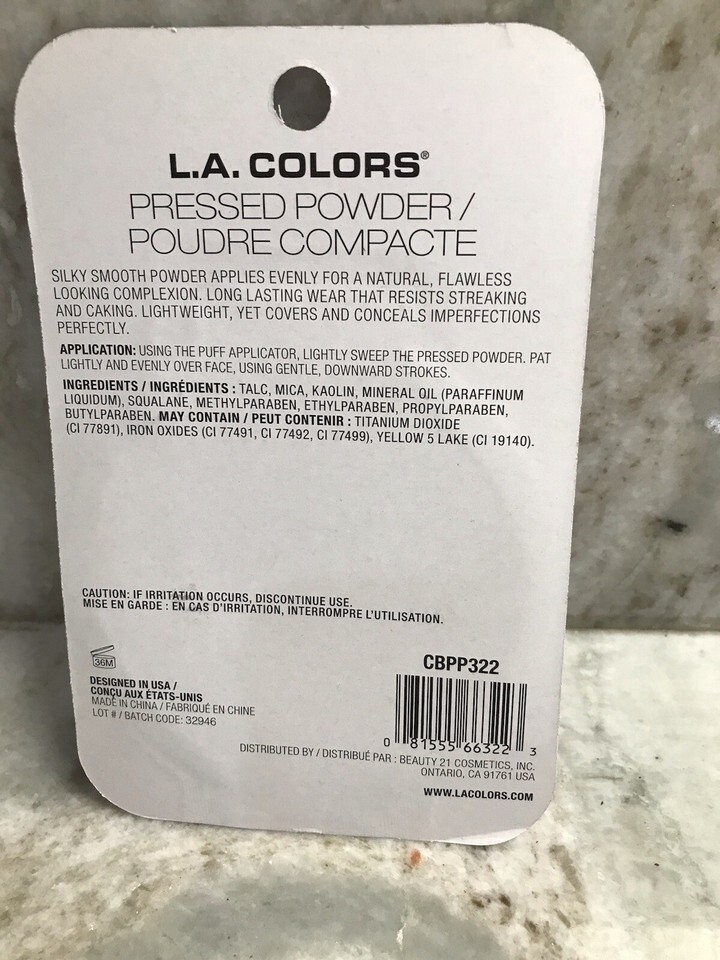 L.A. COLORS®
PRESSED POWDER /
POUDRE COMPACTE
SILKY SMOOTH POWDER APPLIES EVENLY FOR A NATURAL, FLAWLESS
LOOKING COMPLEXION. LONG LASTING WEAR THAT RESISTS STREAKING
AND CAKING. LIGHTWEIGHT, YET COVERS AND CONCEALS IMPERFECTIONS
PERFECTLY.
APPLICATION: USING THE PUFF APPLICATOR, LIGHTLY SWEEP THE PRESSED POWDER. PAT
LIGHTLY AND EVENLY OVER FACE, USING GENTLE, DOWNWARD STROKES.
INGREDIENTS / INGRÉDIENTS : TALC, MICA, KAOLIN, MINERAL OIL (PARAFFINUM
LIQUIDUM), SQUALANE, METHYLPARABEN, ETHYLPARABEN, PROPYLPARABEN,
BUTYLPARABEN. MAY CONTAIN / PEUT CONTENIR : TITANIUM DIOXIDE
(CI 77891), IRON OXIDES (CI 77491, CI 77492, CI 77499), YELLOW 5 LAKE (CI 19140).
CAUTION: IF IRRITATION OCCURS, DISCONTINUE USE.
MISE EN GARDE : EN CAS D'IRRITATION, INTERROMPRE L'UTILISATION.
36M
DESIGNED IN USA /
CONÇU AUX ÉTATS-UNIS
MADE IN CHINA / FABRIQUÉ EN CHINE
LOT # / BATCH CODE: 32946
CBPP322
0 81555 66322 3
DISTRIBUTED BY / DISTRIBUÉ PAR : BEAUTY 21 COSMETICS, INC.
ONTARIO, CA 91761 USA
WWW.LACOLORS.COM